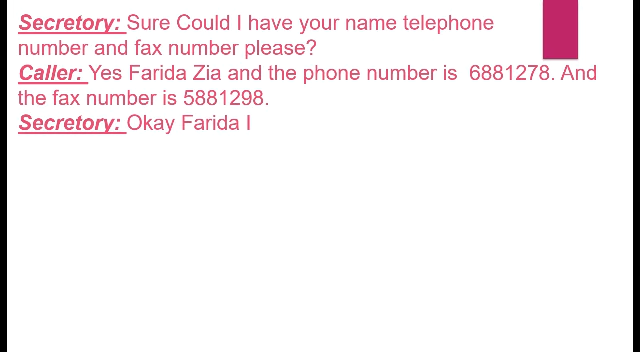 Secretory: Sure Could I have your name telephone
number and fax number please?
Caller: Yes Farida Zia and the phone number is  6881278. And
the fax number is 5881298.
Secretory: Okay Farida I